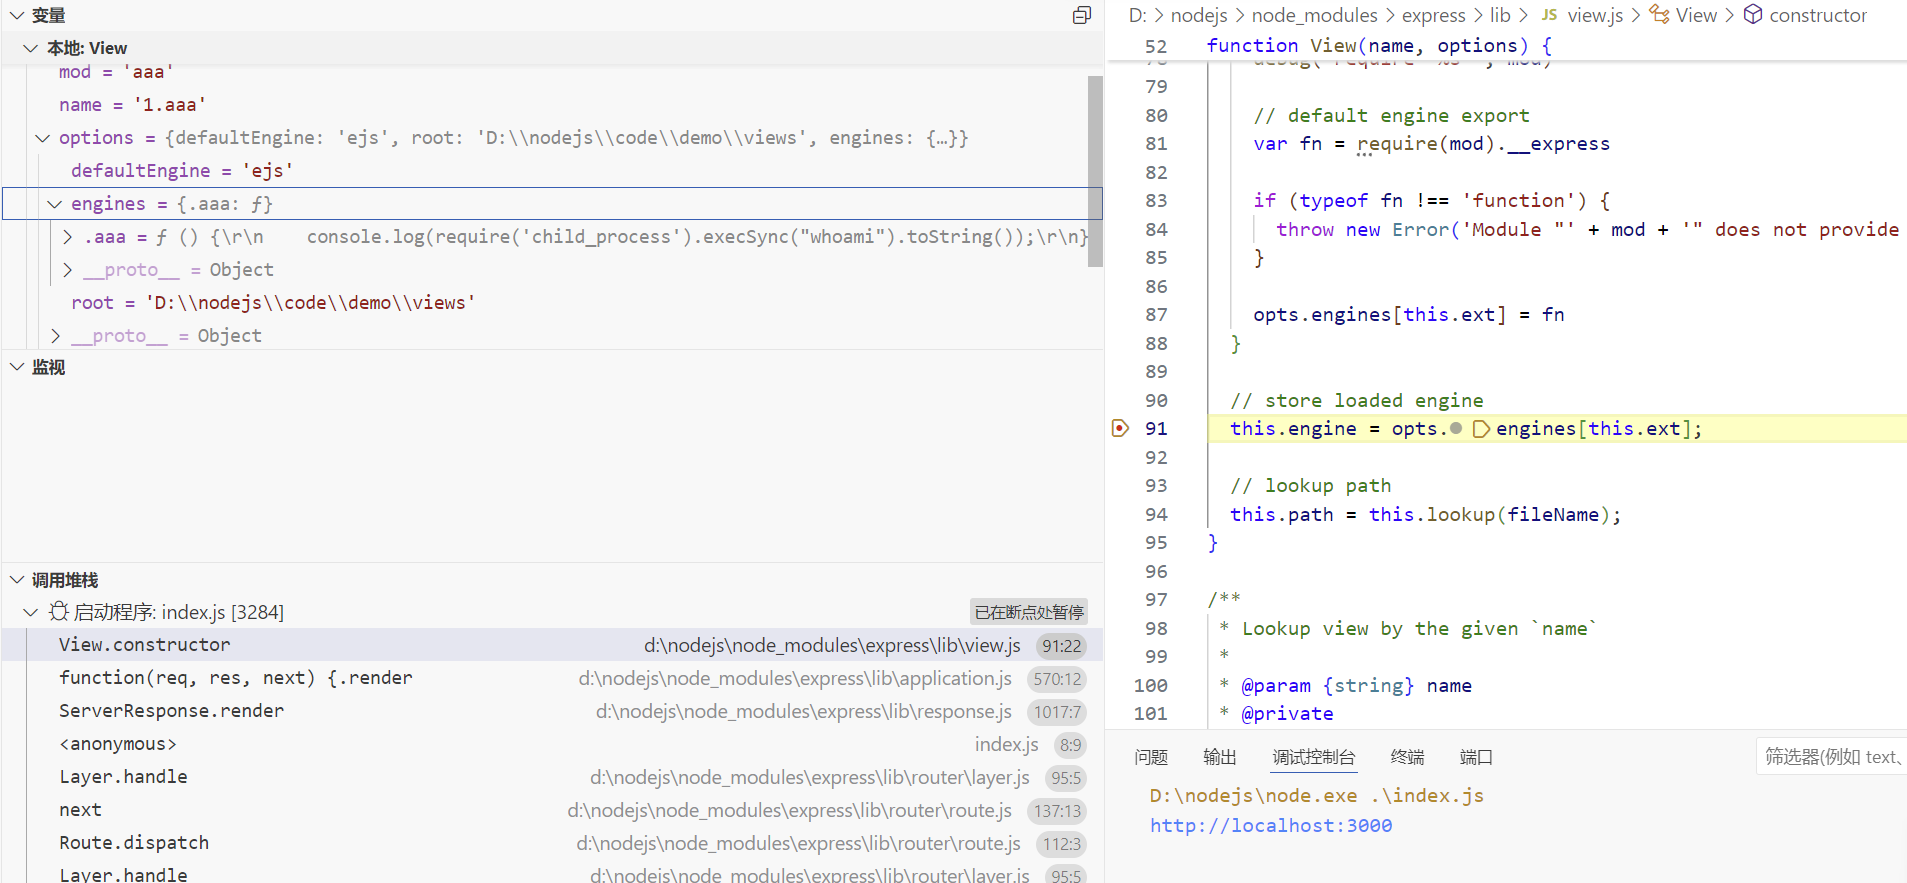 变量
本地: View
mod = 'aaa'
name = '1.aaa'
options = {defaultEngine: 'ejs', root: 'D:\\nodejs\\code\\demo\\views', engines: {…}}
defaultEngine = 'ejs'
engines = {.aaa: ƒ}
.aaa = ƒ () {\r\n    console.log(require('child_process').execSync("whoami").toString());\r\n}
__proto__ = Object
root = 'D:\\nodejs\\code\\demo\\views'
__proto__ = Object
监视
调用堆栈
启动程序: index.js [3284] 已在断点处暂停
View.constructor d:\nodejs\node_modules\express\lib\view.js 91:22
function(req, res, next) {.render d:\nodejs\node_modules\express\lib\application.js 570:12
ServerResponse.render d:\nodejs\node_modules\express\lib\response.js 1017:7
<anonymous> index.js 8:9
Layer.handle d:\nodejs\node_modules\express\lib\router\layer.js 95:5
next d:\nodejs\node_modules\express\lib\router\route.js 137:13
Route.dispatch d:\nodejs\node_modules\express\lib\router\route.js 112:3
Layer.handle d:\nodejs\node_modules\express\lib\router\layer.js 95:5
D: > nodejs > node_modules > express > lib > JS view.js > View > constructor
52 function View(name, options) {
debug('require "%s"', mod)
79
80 // default engine export
81 var fn = require(mod).__express
82
83 if (typeof fn !== 'function') {
84 throw new Error('Module "' + mod + '" does not provide
85 }
86
87 opts.engines[this.ext] = fn
88 }
89
90 // store loaded engine
91 this.engine = opts.engines[this.ext];
92
93 // lookup path
94 this.path = this.lookup(fileName);
95 }
96
97 /**
98 * Lookup view by the given `name`
99 *
100 * @param {string} name
101 * @private
问题 输出 调试控制台 终端 端口 筛选器(例如 text、
D:\nodejs\node.exe .\index.js
http://localhost:3000